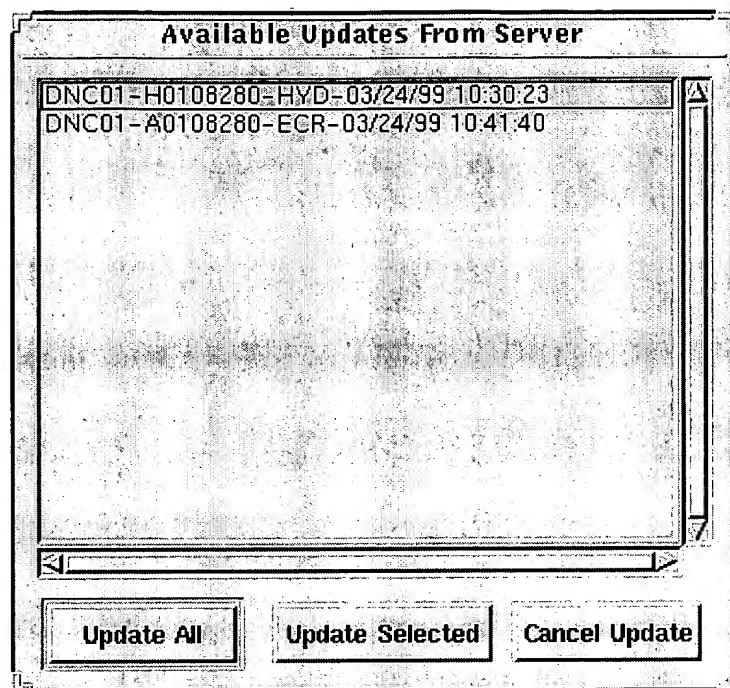 Available Updates From Server
DNC01-H0108280-HYD-03/24/99 10:30:23
DNC01-A0108280-ECR-03/24/99 10:41:40
Update All
Update Selected
Cancel Update